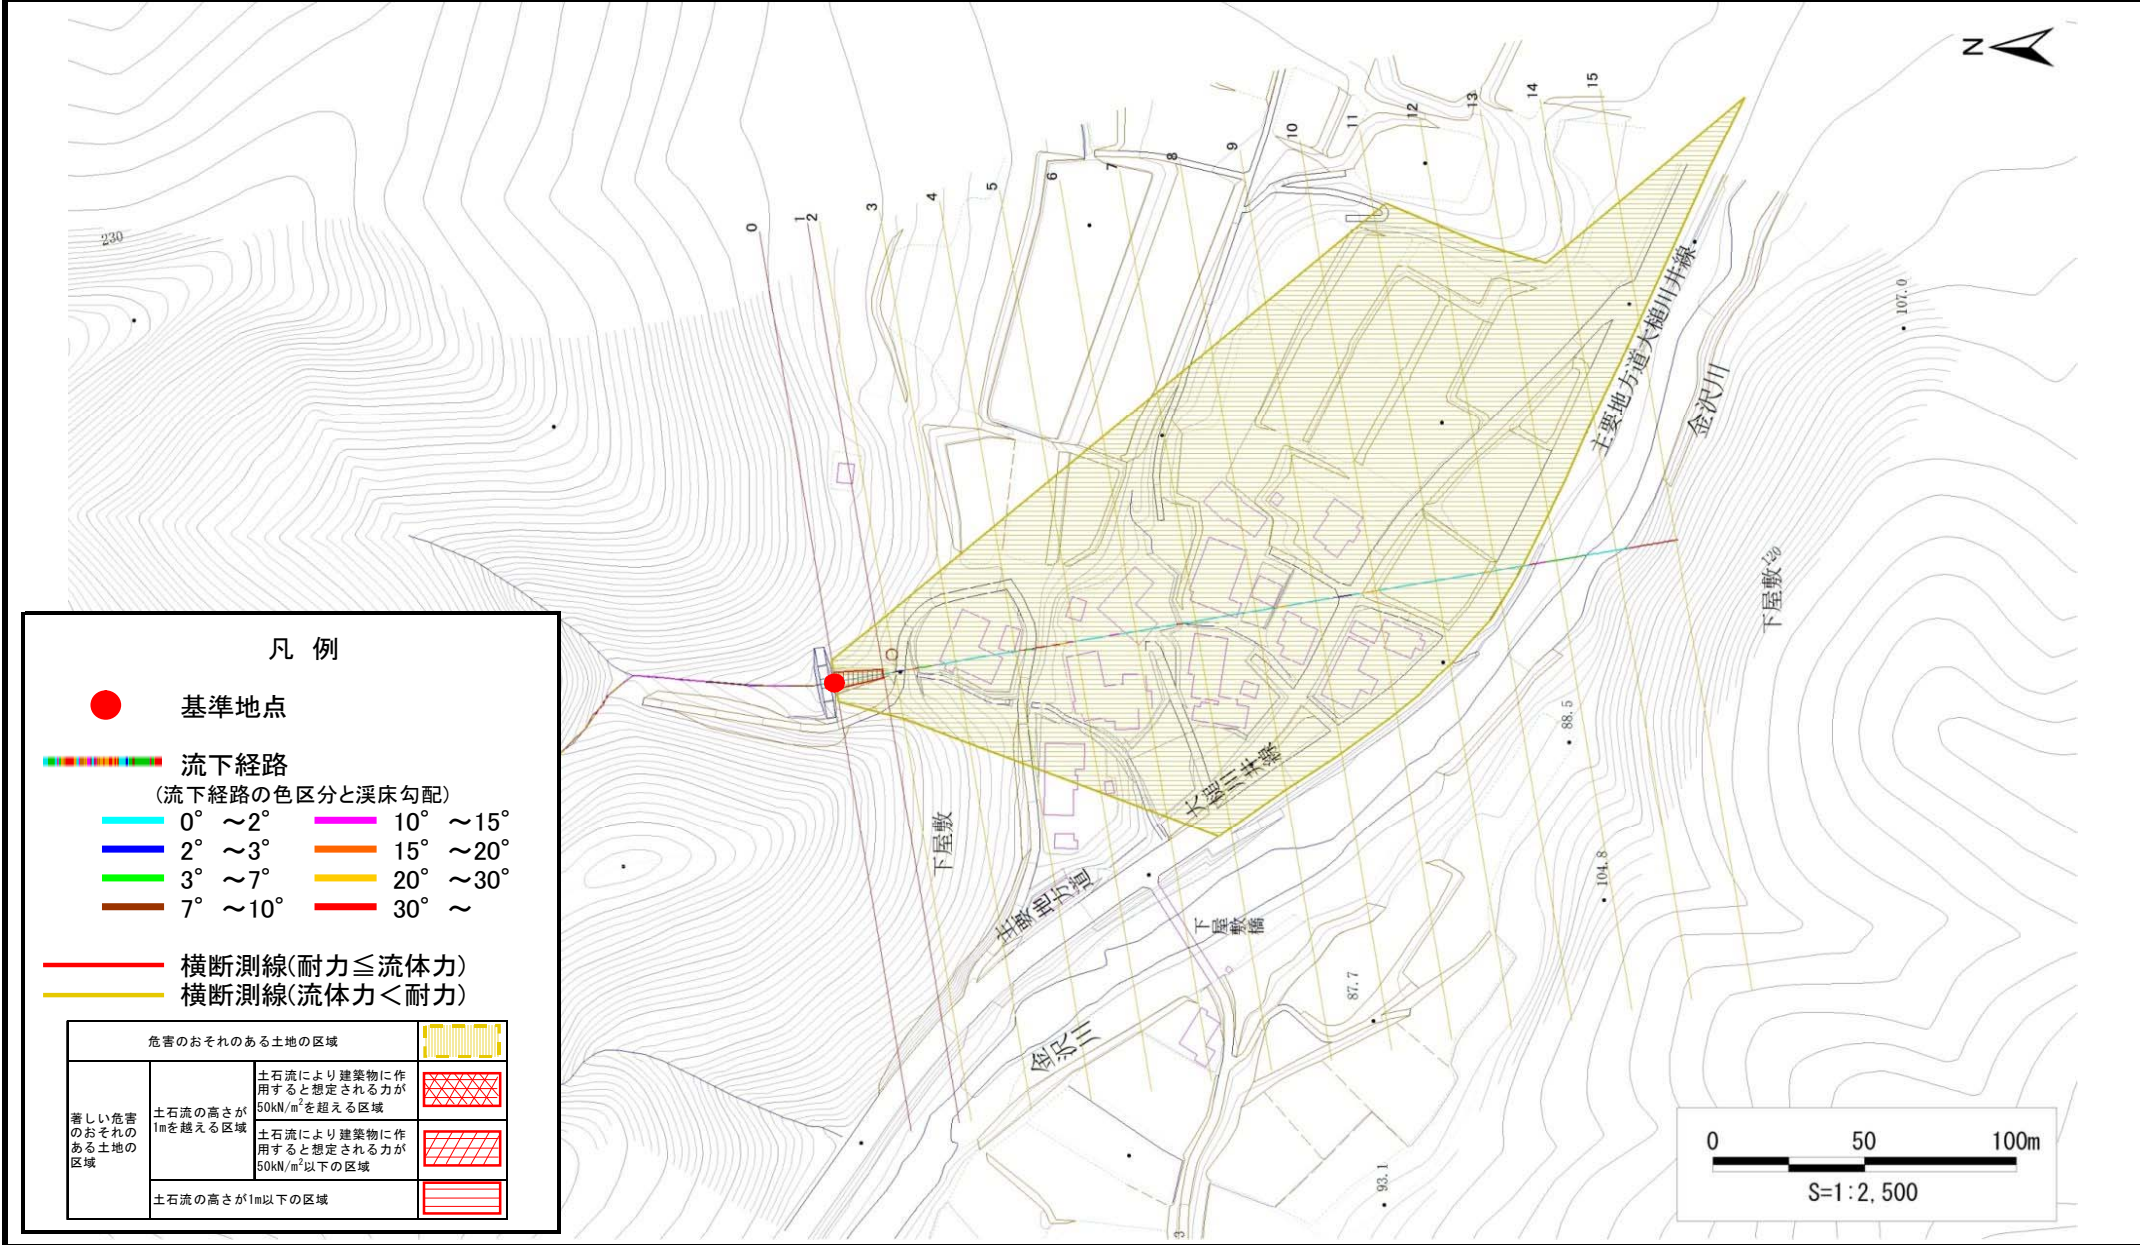 N
0
1
2
3
4
5
6
7
8
9
10
11
12
13
14
15
230
107.0
主要地方道大槌川井線
金沢川
下屋敷
120
88.5
104.8
87.7
93.1
下屋敷
大槌川井線
主要地方道
下屋敷橋
金沢川
3
凡 例
基準地点
流下経路
(流下経路の色区分と渓床勾配)
0° ～2° 10° ～15°
2° ～3° 15° ～20°
3° ～7° 20° ～30°
7° ～10° 30° ～
横断測線(耐力≦流体力)
横断測線(流体力＜耐力)
危害のおそれのある土地の区域
著しい危害
のおそれの
ある土地の
区域
土石流の高さが
1mを越える区域
土石流により建築物に作
用すると想定される力が
50kN/m²を超える区域
土石流により建築物に作
用すると想定される力が
50kN/m²以下の区域
土石流の高さが1m以下の区域
0 50 100m
S=1:2,500